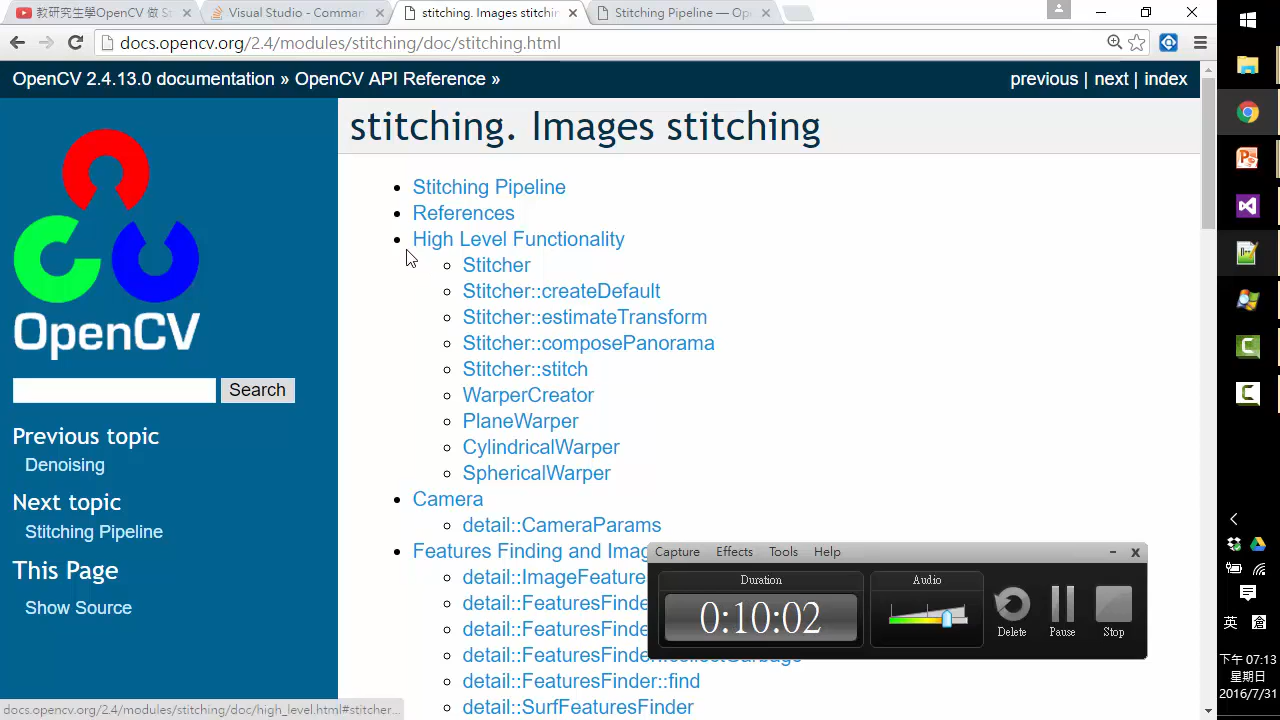 教研究生學OpenCV 做 S
Visual Studio - Comman
stitching. Images stitchin
Stitching Pipeline — Op
docs.opencv.org/2.4/modules/stitching/doc/stitching.html
OpenCV 2.4.13.0 documentation » OpenCV API Reference »
previous | next | index
OpenCV
Search
Previous topic
Denoising
Next topic
Stitching Pipeline
This Page
Show Source
stitching. Images stitching
Stitching Pipeline
References
High Level Functionality
Stitcher
Stitcher::createDefault
Stitcher::estimateTransform
Stitcher::composePanorama
Stitcher::stitch
WarperCreator
PlaneWarper
CylindricalWarper
SphericalWarper
Camera
detail::CameraParams
Features Finding and Imag
detail::ImageFeature
detail::FeaturesFinde
detail::FeaturesFinde
detail::FeaturesFinder::collectGarbage
detail::FeaturesFinder::find
detail::SurfFeaturesFinder
docs.opencv.org/2.4/modules/stitching/doc/high_level.html#stitcher...
Capture Effects Tools Help
Duration
0:10:02
Audio
Delete
Pause
Stop
英
下午 07:13
星期日
2016/7/31